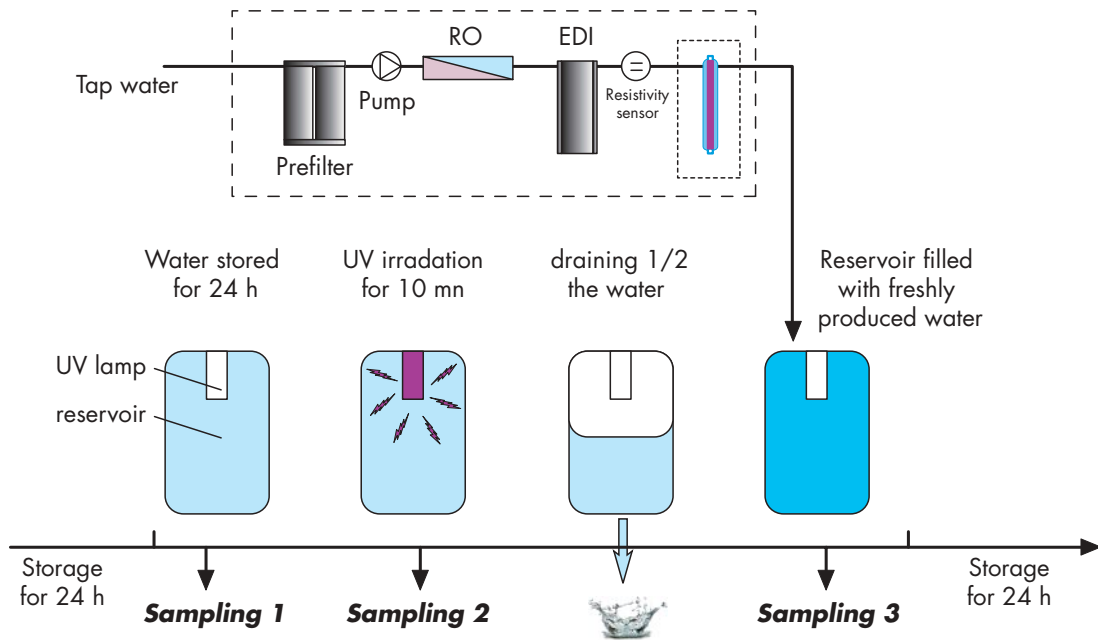 RO
EDI
Tap water
Pump
Resistivity
sensor
Prefilter
Water stored
for 24 h
UV irradation
for 10 mn
draining 1/2
the water
Reservoir filled
with freshly
produced water
UV lamp
reservoir
Storage
for 24 h
Sampling 1
Sampling 2
Sampling 3
Storage
for 24 h